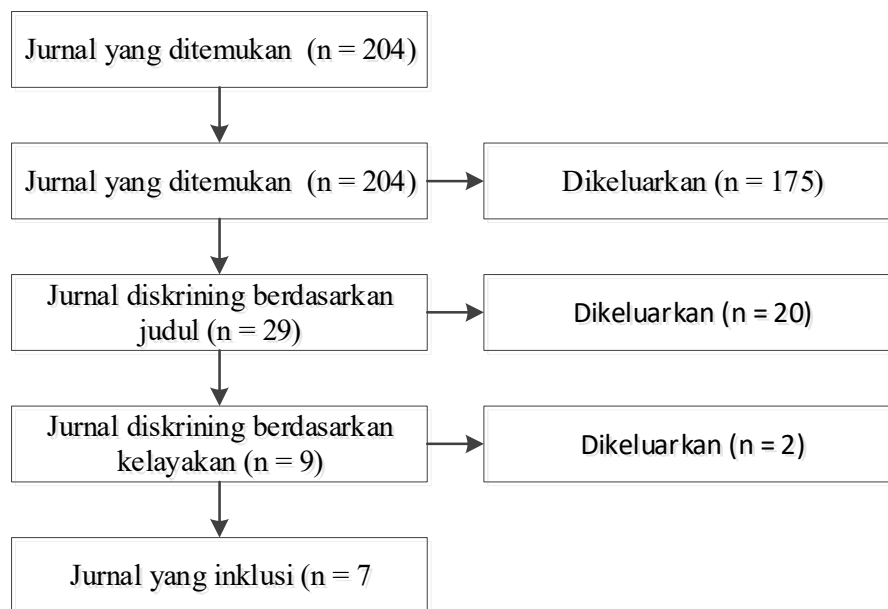 Jurnal yang ditemukan (n = 204)
Jurnal yang ditemukan (n = 204)
Dikeluarkan (n = 175)
Jurnal diskrining berdasarkan
judul (n = 29)
Dikeluarkan (n = 20)
Jurnal diskrining berdasarkan
kelayakan (n = 9)
Dikeluarkan (n = 2)
Jurnal yang inklusi (n = 7